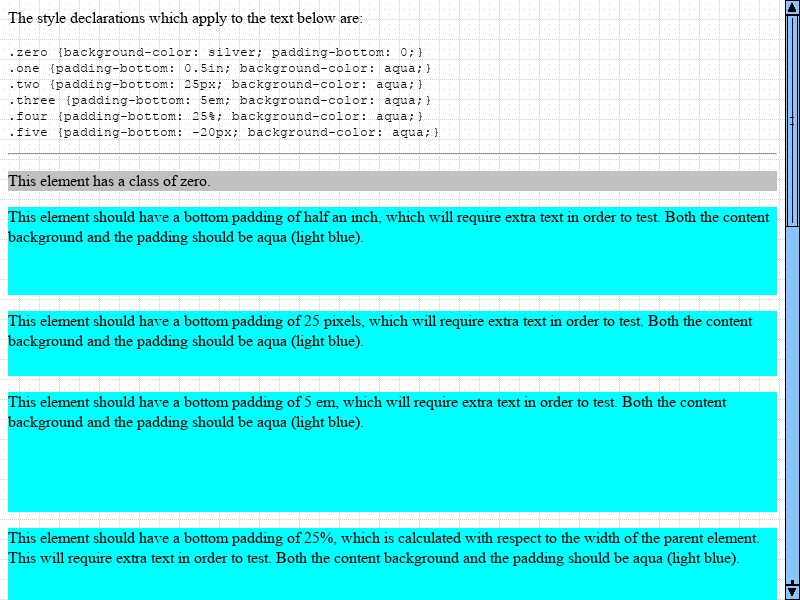 The style declarations which apply to the text below are:
.zero {background-color: silver; padding-bottom: 0;}
.one {padding-bottom: 0.5in; background-color: aqua;}
.two {padding-bottom: 25px; background-color: aqua;}
.three {padding-bottom: 5em; background-color: aqua;}
.four {padding-bottom: 25%; background-color: aqua;}
.five {padding-bottom: -20px; background-color: aqua;}
This element has a class of zero.
This element should have a bottom padding of half an inch, which will require extra text in order to test. Both the content
background and the padding should be aqua (light blue).
This element should have a bottom padding of 25 pixels, which will require extra text in order to test. Both the content
background and the padding should be aqua (light blue).
This element should have a bottom padding of 5 em, which will require extra text in order to test. Both the content
background and the padding should be aqua (light blue).
This element should have a bottom padding of 25%, which is calculated with respect to the width of the parent element.
This will require extra text in order to test. Both the content background and the padding should be aqua (light blue).